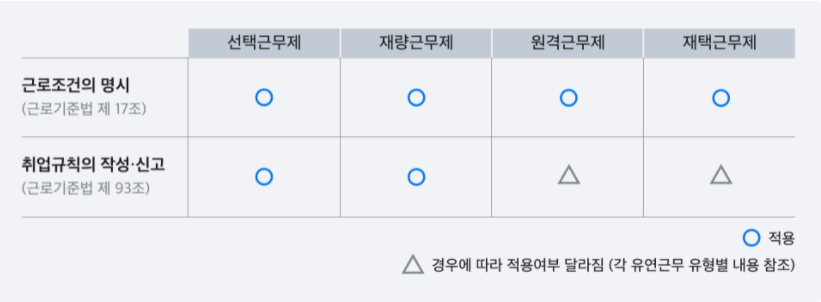 선택근무제 재량근무제 원격근무제 재택근무제
근로조건의 명시
(근로기준법 제 17조)
취업규칙의 작성·신고
(근로기준법 제 93조)
적용
경우에 따라 적용여부 달라짐 (각 유연근무 유형별 내용 참조)